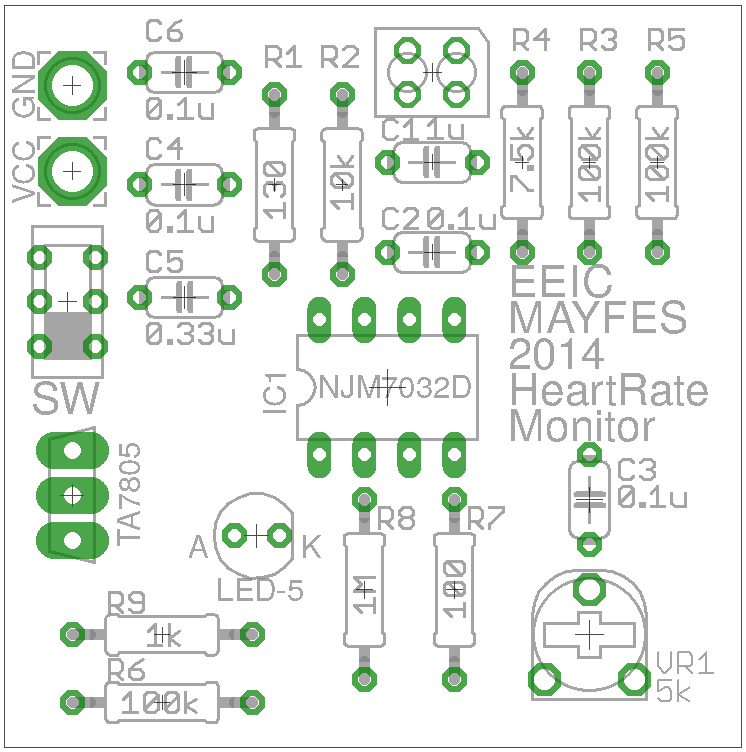 C6
GND
0.1u
R1
R2
R4
R3
R5
C1 1u
VCC
C4
0.1u
130
10k
7.5k
100k
100k
C2 0.1u
C5
0.33u
SW
EEIC
MAYFES
2014
HeartRate
Monitor
IC1
NJM7032D
TA7805
C3
0.1u
A
K
LED-5
R8
R7
1M
100
R9
1k
R6
100k
VR1
5k